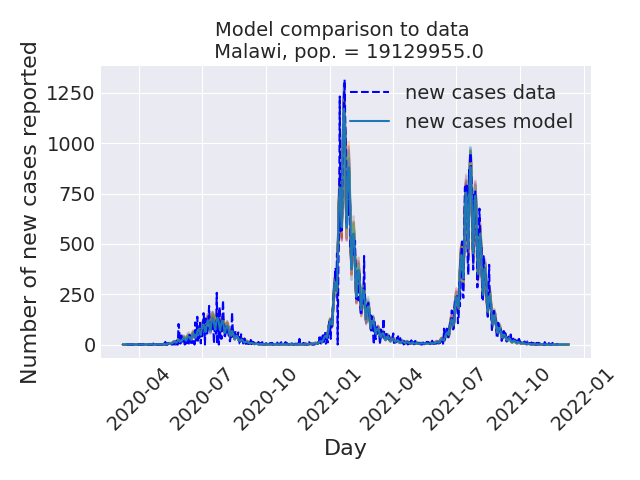 Model comparison to data
Malawi, pop. = 19129955.0
Number of new cases reported
1250
1000
750
500
250
0
new cases data
new cases model
2020-04
2020-07
2020-10
2021-01
2021-04
2021-07
2021-10
2022-01
Day